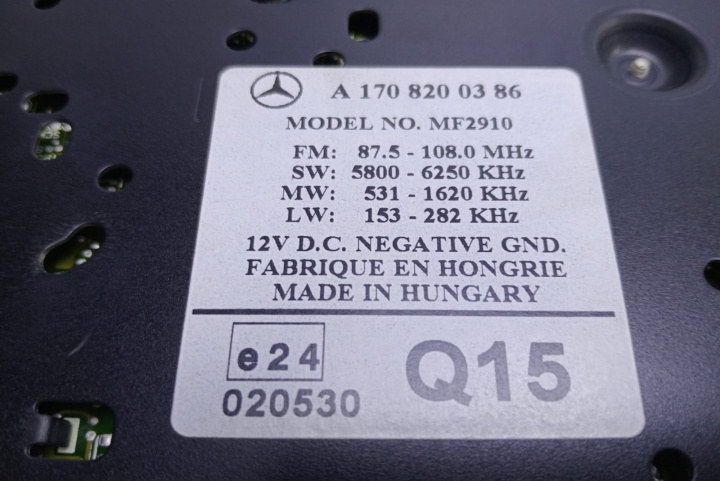 A 170 820 03 86
MODEL NO. MF2910
FM: 87.5 - 108.0 MHz
SW: 5800 - 6250 KHz
MW: 531 - 1620 KHz
LW: 153 - 282 KHz
12V D.C. NEGATIVE GND.
FABRIQUE EN HONGRIE
MADE IN HUNGARY
e24
020530
Q15